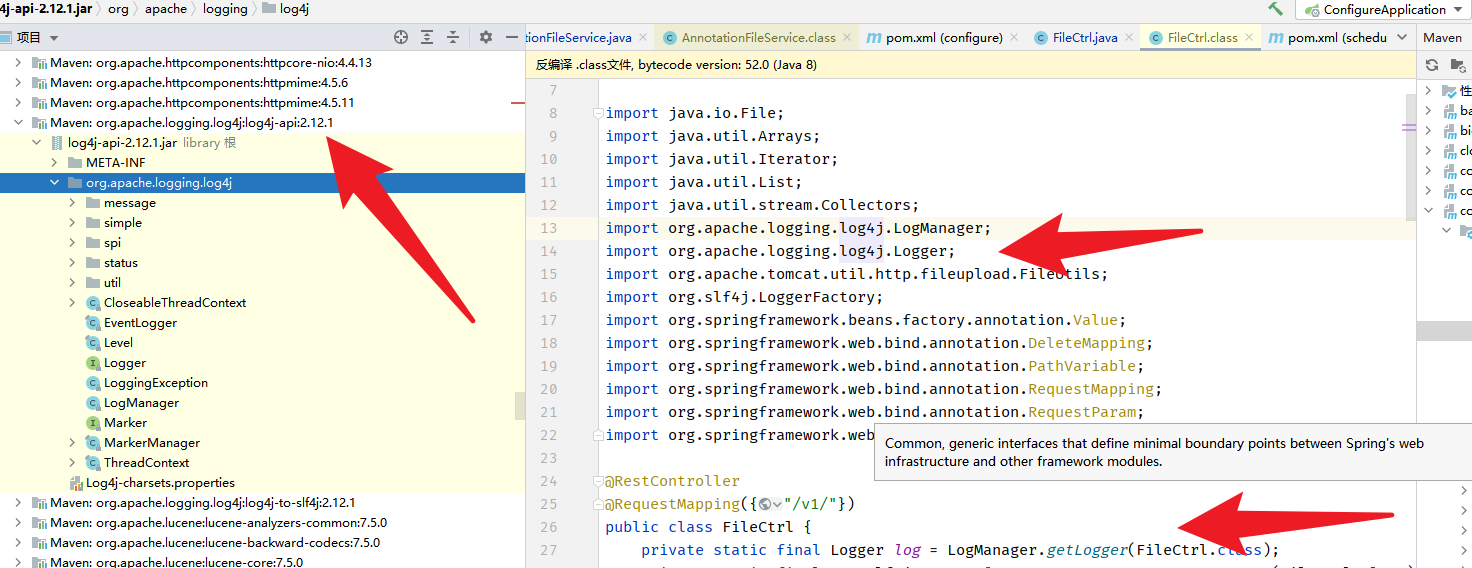 4j-api-2.12.1.jar org apache logging log4j
ConfigureApplication
项目
tionFileService.java AnnotationFileService.class pom.xml (configure) FileCtrl.java FileCtrl.class pom.xml (schedu Maven
反编译 .class文件, bytecode version: 52.0 (Java 8)
Maven: org.apache.httpcomponents:httpcore-nio:4.4.13
Maven: org.apache.httpcomponents:httpmime:4.5.6
Maven: org.apache.httpcomponents:httpmime:4.5.11
Maven: org.apache.logging.log4j:log4j-api:2.12.1
log4j-api-2.12.1.jar library 根
META-INF
org.apache.logging.log4j
message
simple
spi
status
util
CloseableThreadContext
EventLogger
Level
Logger
LoggingException
LogManager
Marker
MarkerManager
ThreadContext
Log4j-charsets.properties
Maven: org.apache.logging.log4j:log4j-to-slf4j:2.12.1
Maven: org.apache.lucene:lucene-analyzers-common:7.5.0
Maven: org.apache.lucene:lucene-backward-codecs:7.5.0
Maven: org.apache.lucene:lucene-core:7.5.0
7
8 import java.io.File;
9 import java.util.Arrays;
10 import java.util.Iterator;
11 import java.util.List;
12 import java.util.stream.Collectors;
13 import org.apache.logging.log4j.LogManager;
14 import org.apache.logging.log4j.Logger;
15 import org.apache.tomcat.util.http.fileupload.FileUtils;
16 import org.slf4j.LoggerFactory;
17 import org.springframework.beans.factory.annotation.Value;
18 import org.springframework.web.bind.annotation.DeleteMapping;
19 import org.springframework.web.bind.annotation.PathVariable;
20 import org.springframework.web.bind.annotation.RequestMapping;
21 import org.springframework.web.bind.annotation.RequestParam;
22 import org.springframework.web
Common, generic interfaces that define minimal boundary points between Spring's web
infrastructure and other framework modules.
23
24 @RestController
25 @RequestMapping({"/v1/"})
26 public class FileCtrl {
27 private static final Logger log = LogManager.getLogger(FileCtrl.class);
性
ba
bi
clo
co
co
co